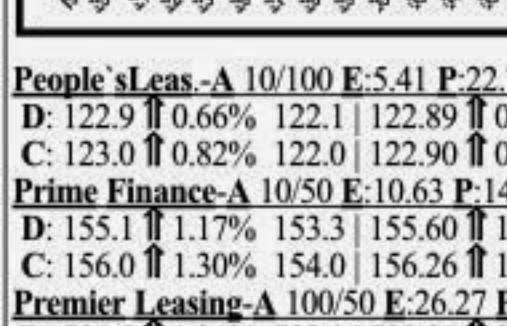 People`sLeas.-A 10/100 E:5.41 P:22.
D: 122.9 ⇑ 0.66% 122.1 | 122.89 ⇑ 0
C: 123.0 ⇑ 0.82% 122.0 | 122.90 ⇑ 0
Prime Finance-A 10/50 E:10.63 P:14
D: 155.1 ⇑ 1.17% 153.3 | 155.60 ⇑ 1
C: 156.0 ⇑ 1.30% 154.0 | 156.26 ⇑ 1
Premier Leasing-A 100/50 E:26.27